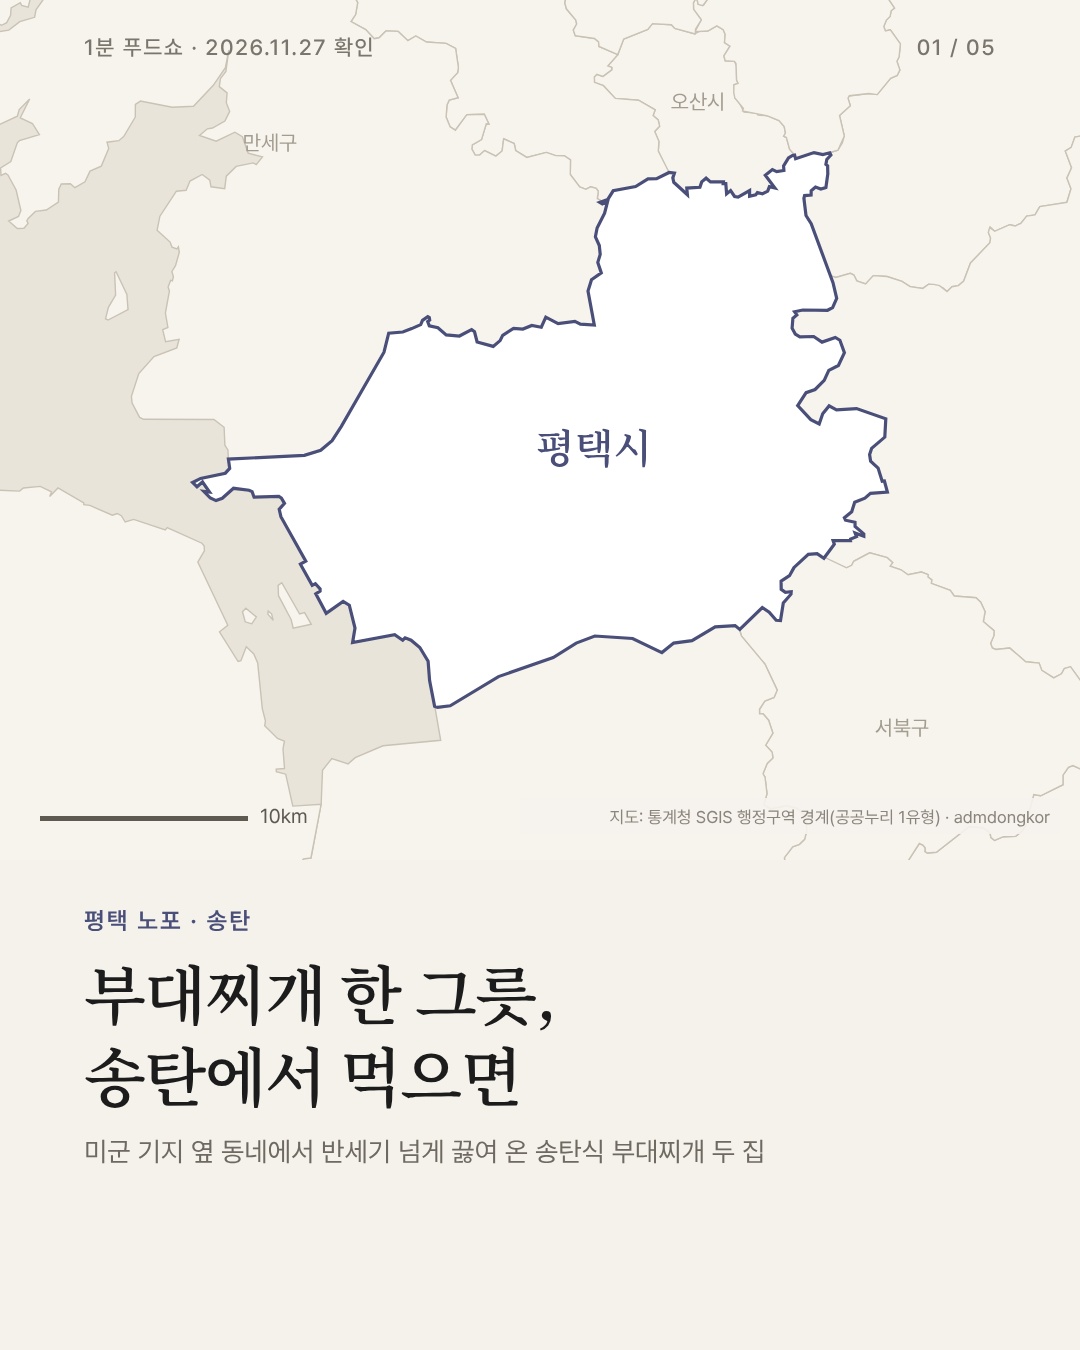 1분 푸드쇼 · 2026.11.27 확인
01 / 05
오산시
만세구
평택시
서북구
10km
지도: 통계청 SGIS 행정구역 경계(공공누리 1유형) · admdongkor
평택 노포 · 송탄
부대찌개 한 그릇,
송탄에서 먹으면
미군 기지 옆 동네에서 반세기 넘게 끓여 온 송탄식 부대찌개 두 집